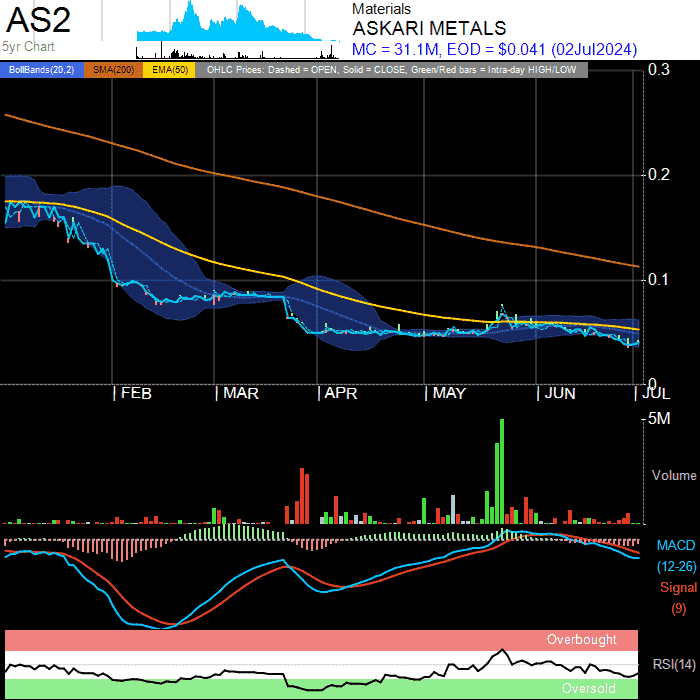 AS2
5yr Chart
Materials
ASKARI METALS
MC = 31.1M, EOD = $0.041 (02Jul2024)
BollBands(20,2) SMA(200) EMA(50) OHLC Prices: Dashed = OPEN, Solid = CLOSE, Green/Red bars = Intra-day HIGH/LOW
0.3
0.2
0.1
0
FEB MAR APR MAY JUN JUL
5M
Volume
MACD
(12-26)
Signal
(9)
Overbought
RSI(14)
Oversold